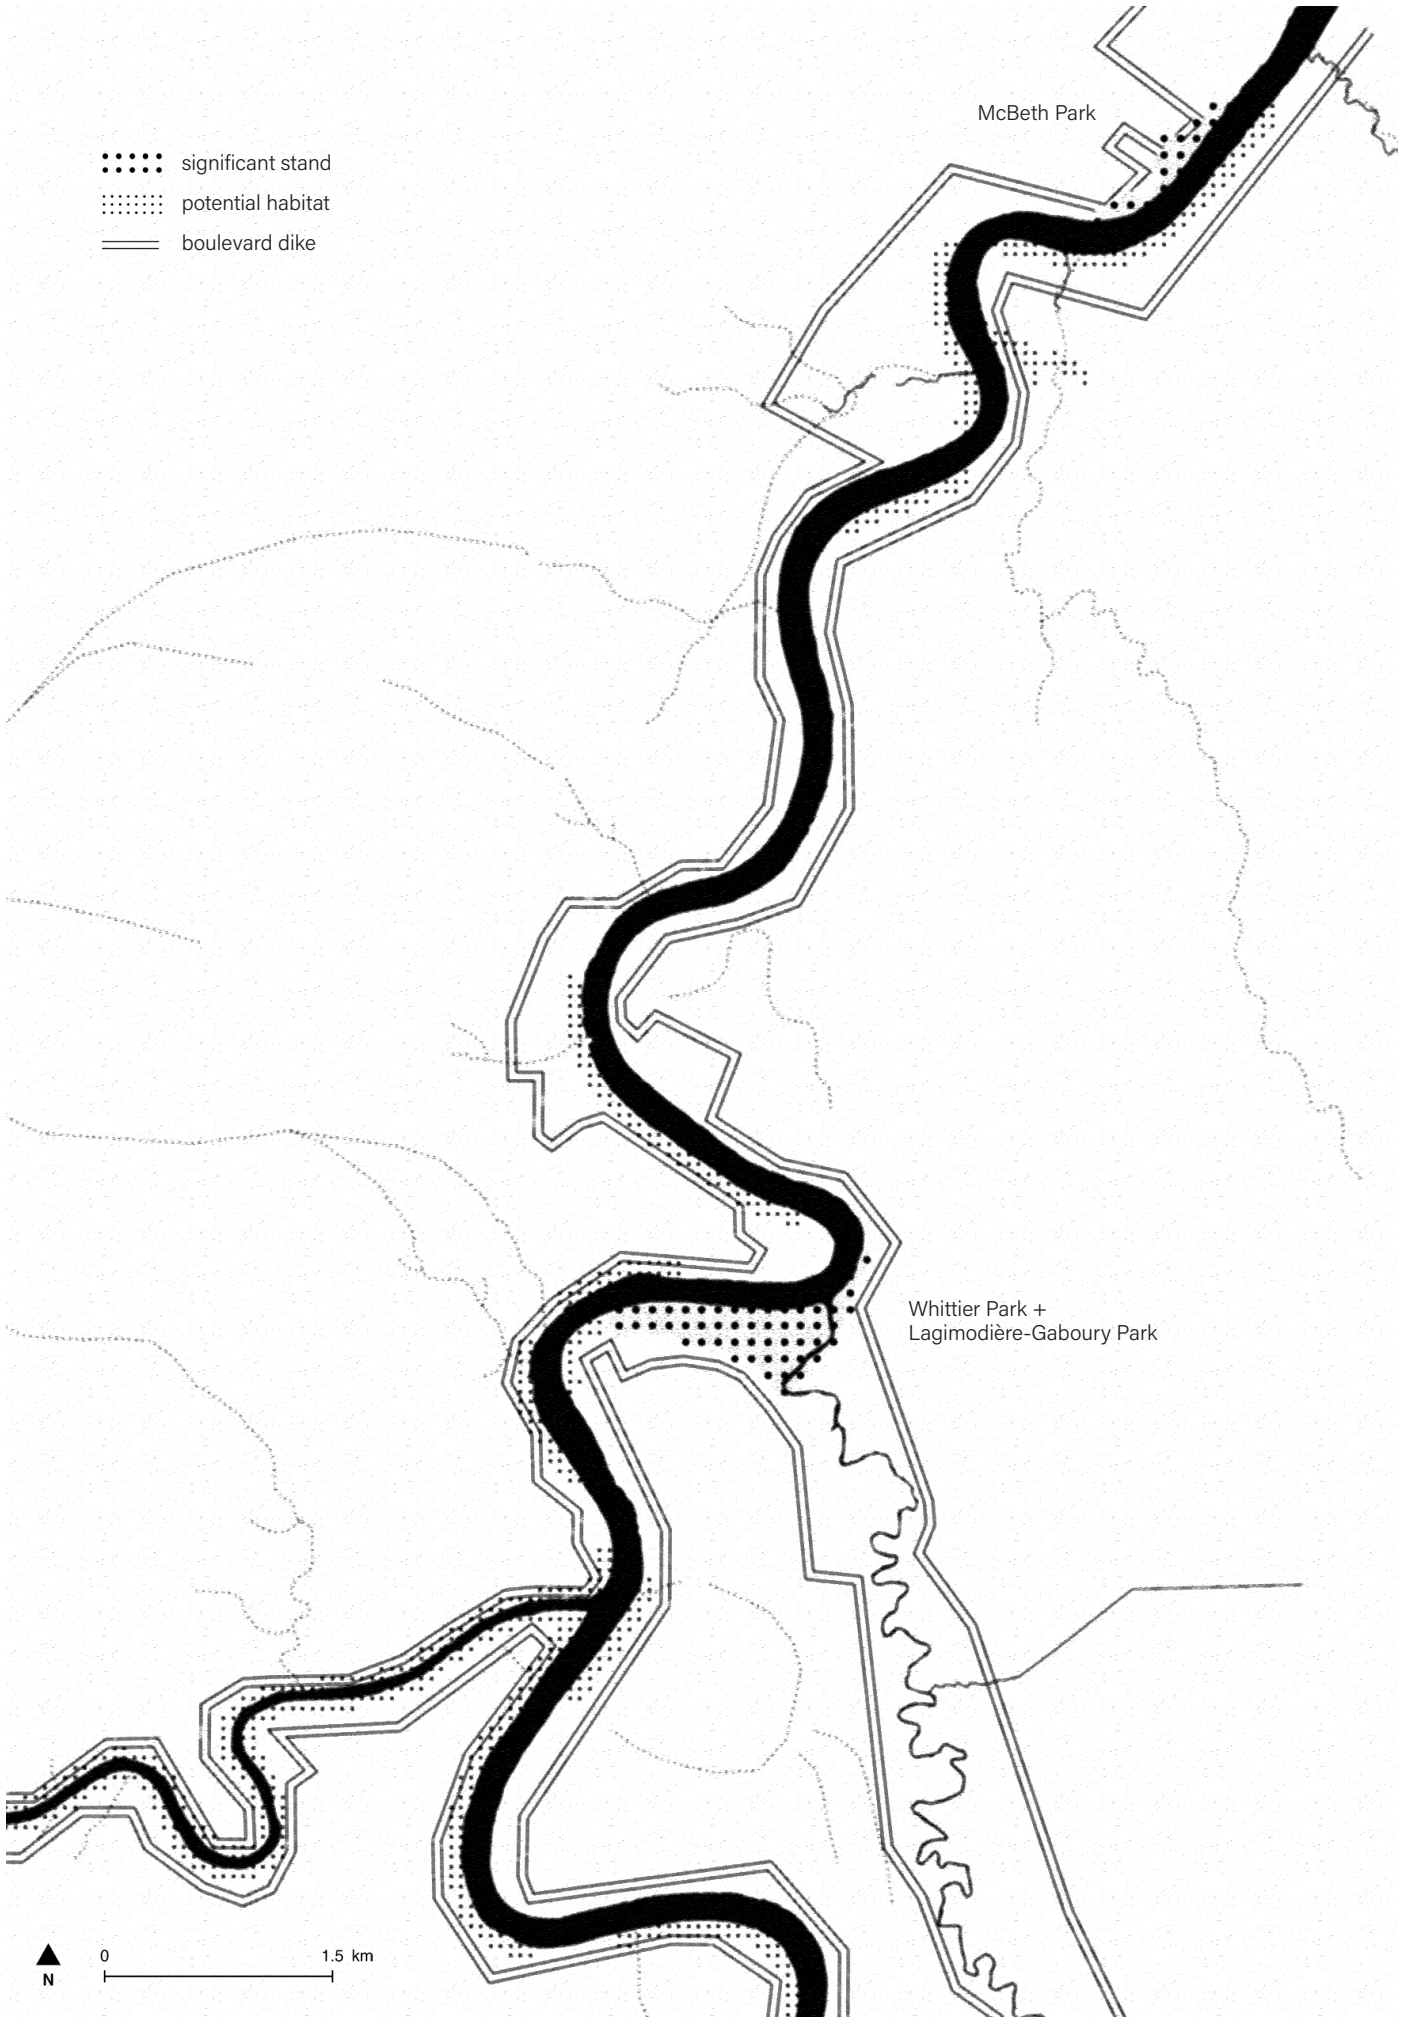 McBeth Park
significant stand
potential habitat
boulevard dike
Whittier Park +
Lagimodière-Gaboury Park
0 1.5 km
N